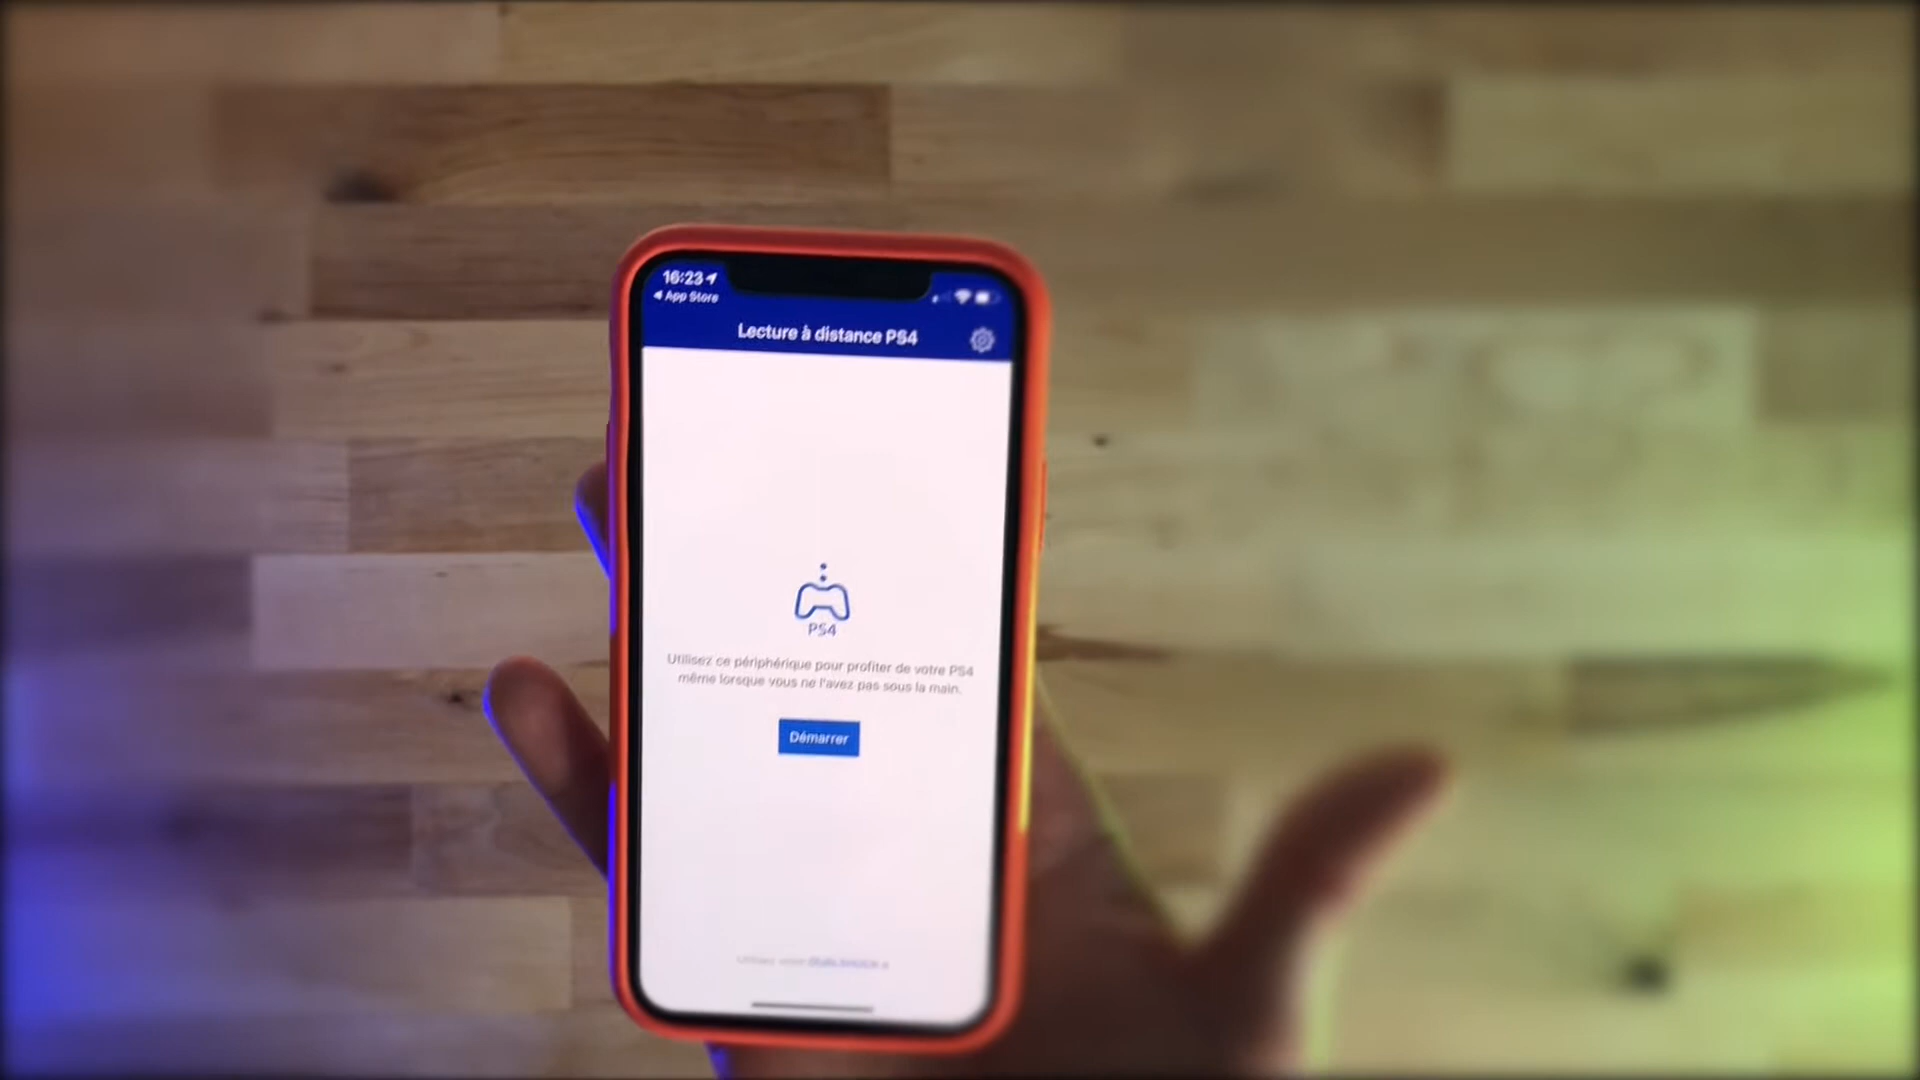 16:23
◀ App Store
Lecture à distance PS4
PS4
Utilisez ce périphérique pour profiter de votre PS4
même lorsque vous ne l'avez pas sous la main.
Démarrer